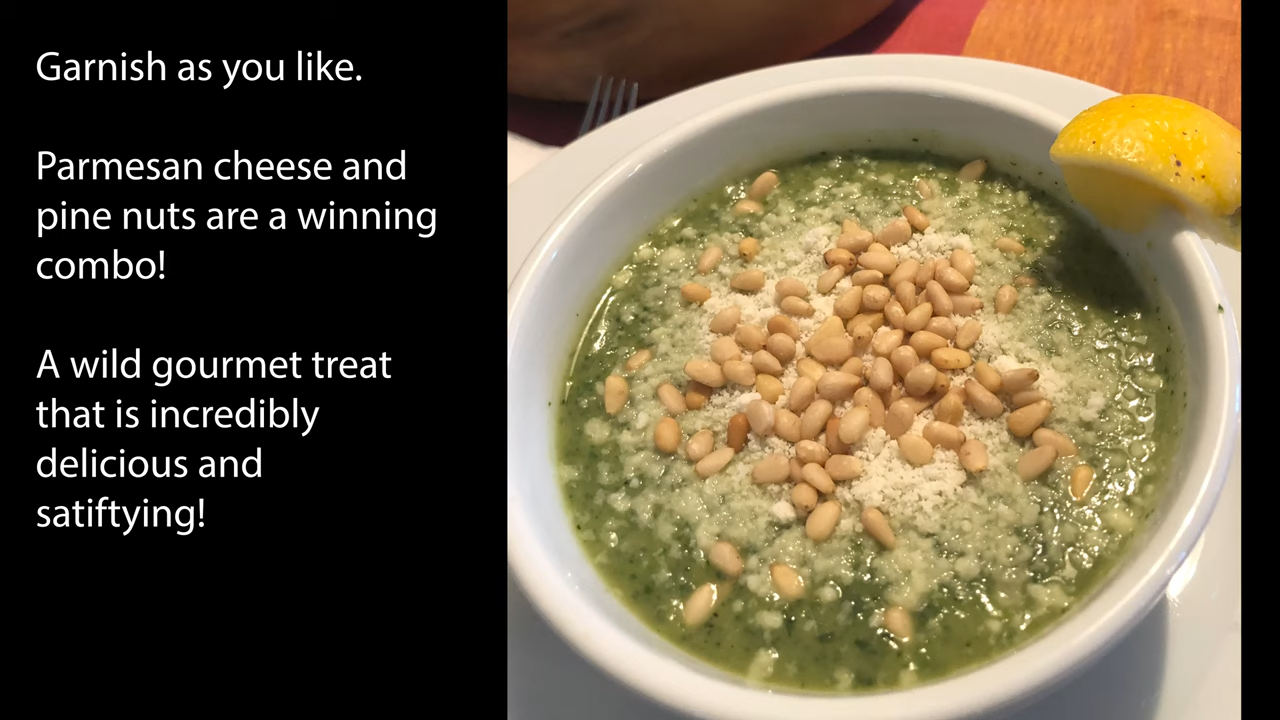 Garnish as you like.
Parmesan cheese and
pine nuts are a winning
combo!
A wild gourmet treat
that is incredibly
delicious and
satiftying!